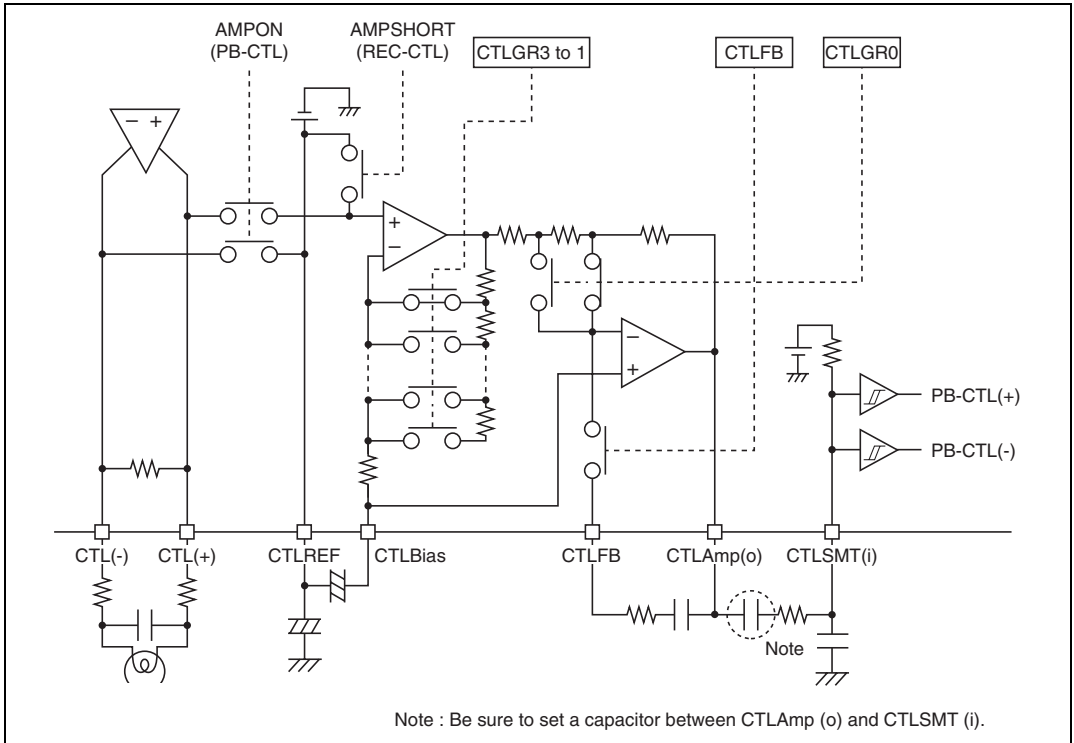 AMPON
(PB-CTL)
AMPSHORT
(REC-CTL)
CTLGR3 to 1
CTLFB
CTLGR0
- +
+
-
-
+
PB-CTL(+)
PB-CTL(-)
CTL(-)
CTL(+)
CTLREF
CTLBias
CTLFB
CTLAmp(o)
CTLSMT(i)
Note
Note : Be sure to set a capacitor between CTLAmp (o) and CTLSMT (i).